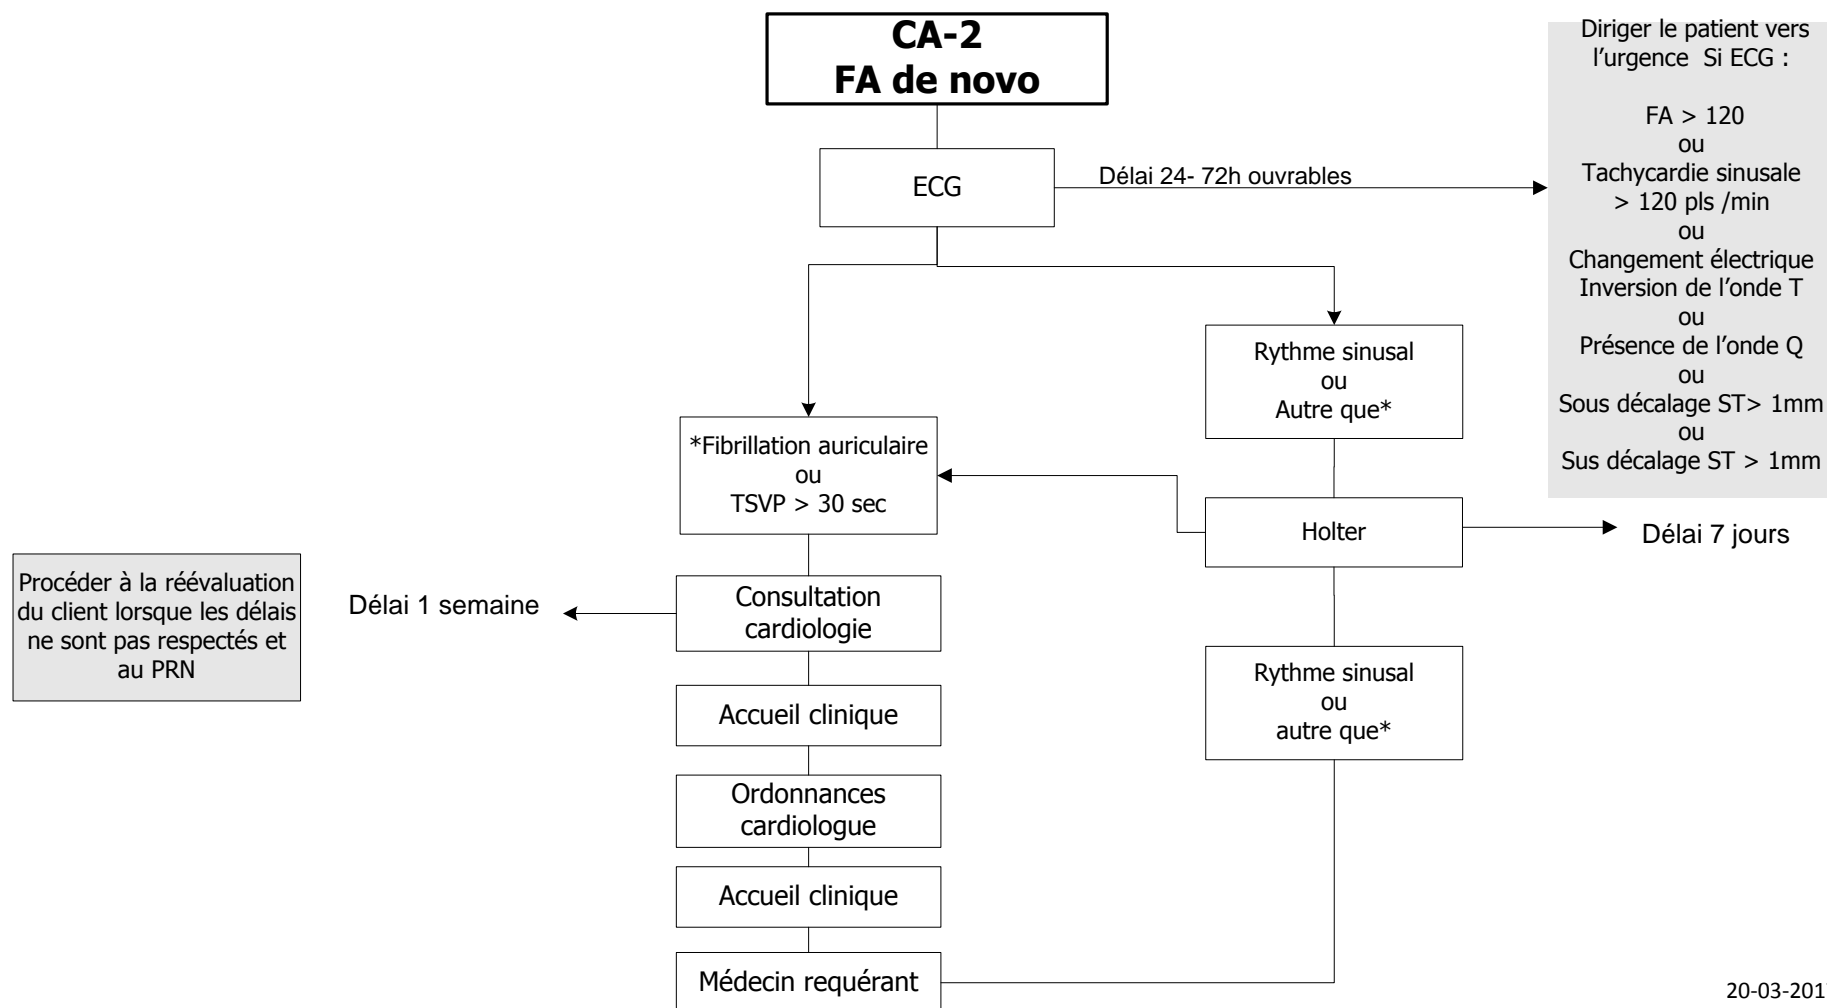 CA-2
FA de novo
Diriger le patient vers
l’urgence  Si ECG :
FA > 120
ou
Tachycardie sinusale
> 120 pls /min
ou
Changement électrique
Inversion de l’onde T
ou
Présence de l’onde Q
ou
Sous décalage ST> 1mm
ou
Sus décalage ST > 1mm
ECG
Délai 24- 72h ouvrables
Rythme sinusal
ou
Autre que*
*Fibrillation auriculaire
ou
TSVP > 30 sec
Holter
Délai 7 jours
Procéder à la réévaluation
du client lorsque les délais
ne sont pas respectés et
au PRN
Délai 1 semaine
Consultation
cardiologie
Rythme sinusal
ou
autre que*
Accueil clinique
Ordonnances
cardiologue
Accueil clinique
Médecin requérant